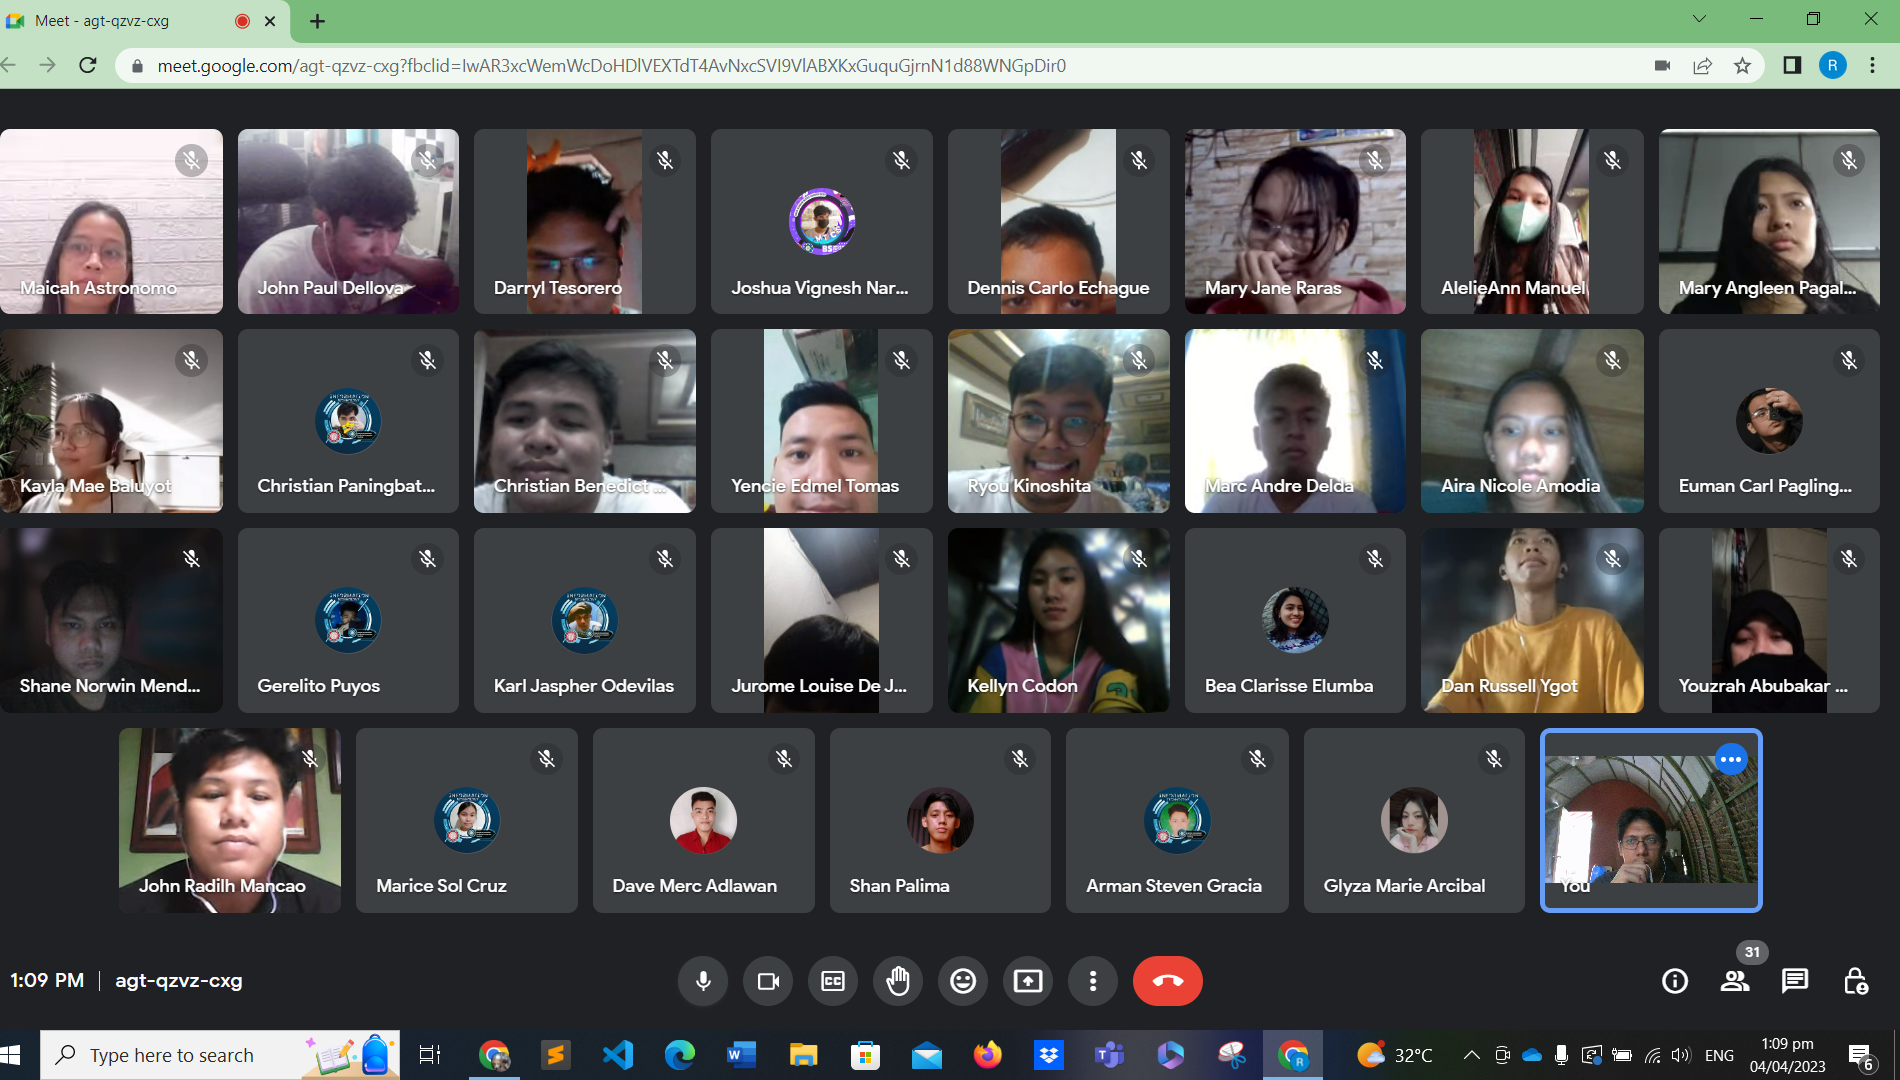 Meet - agt-qzvz-cxg
meet.google.com/agt-qzvz-cxg?fbclid=IwAR3xcWemWcDoHDlVEXTdT4AvNxcSVI9VlABXKxGuquGjrnN1d88WNGpDir0
R
Maicah Astronomo
John Paul Dellova
Darryl Tesorero
Joshua Vignesh Nar...
Dennis Carlo Echague
Mary Jane Raras
AlelieAnn Manuel
Mary Angleen Pagal...
Kayla Mae Baluyot
Christian Paningbat...
Christian Benedict ...
Yencie Edmel Tomas
Ryou Kinoshita
Marc Andre Delda
Aira Nicole Amodia
Euman Carl Pagling...
Shane Norwin Mend...
Gerelito Puyos
Karl Jaspher Odevilas
Jurome Louise De J...
Kellyn Codon
Bea Clarisse Elumba
Dan Russell Ygot
Youzrah Abubakar ...
John Radilh Mancao
Marice Sol Cruz
Dave Merc Adlawan
Shan Palima
Arman Steven Gracia
Glyza Marie Arcibal
You
31
1:09 PM | agt-qzvz-cxg
Type here to search
32°C
ENG
1:09 pm
04/04/2023
6